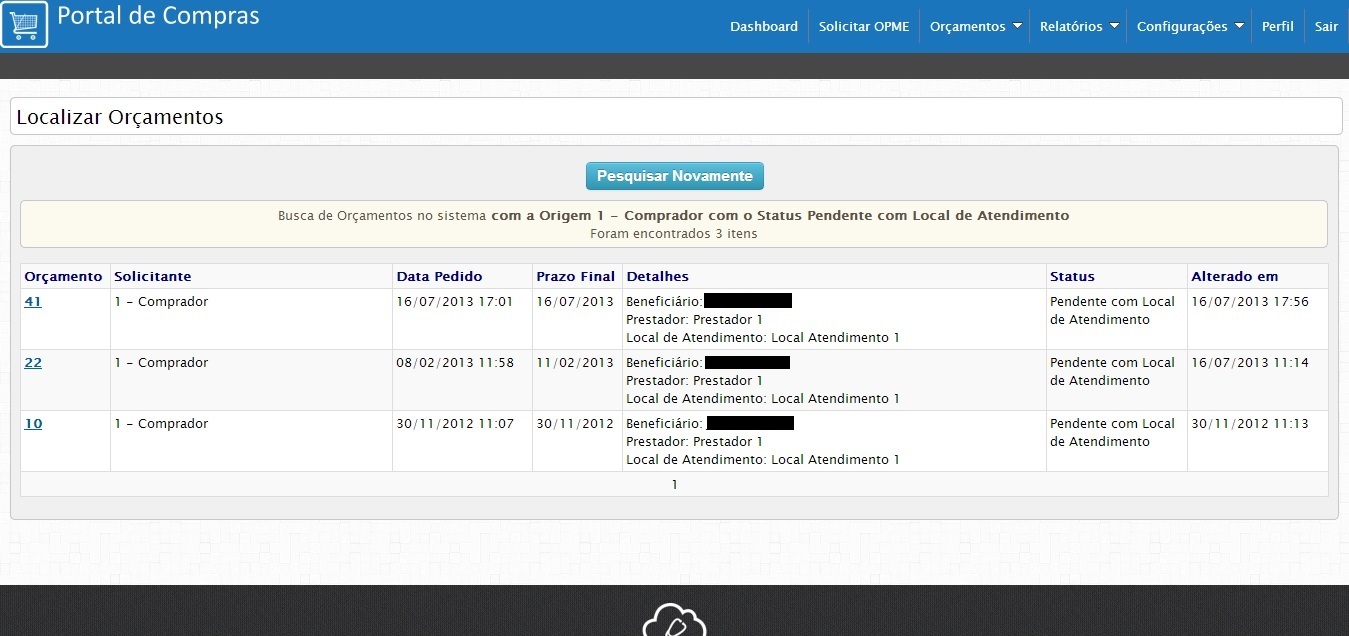 Portal de Compras
Dashboard Solicitar OPME Orçamentos Relatórios Configurações Perfil Sair
Localizar Orçamentos
Pesquisar Novamente
Busca de Orçamentos no sistema com a Origem 1 - Comprador com o Status Pendente com Local de Atendimento
Foram encontrados 3 itens
Orçamento Solicitante Data Pedido Prazo Final Detalhes Status Alterado em
41 1 - Comprador 16/07/2013 17:01 16/07/2013 Beneficiário: Pendente com Local 16/07/2013 17:56
Prestador: Prestador 1 de Atendimento
Local de Atendimento: Local Atendimento 1
22 1 - Comprador 08/02/2013 11:58 11/02/2013 Beneficiário: Pendente com Local 16/07/2013 11:14
Prestador: Prestador 1 de Atendimento
Local de Atendimento: Local Atendimento 1
10 1 - Comprador 30/11/2012 11:07 30/11/2012 Beneficiário: Pendente com Local 30/11/2012 11:13
Prestador: Prestador 1 de Atendimento
Local de Atendimento: Local Atendimento 1
1